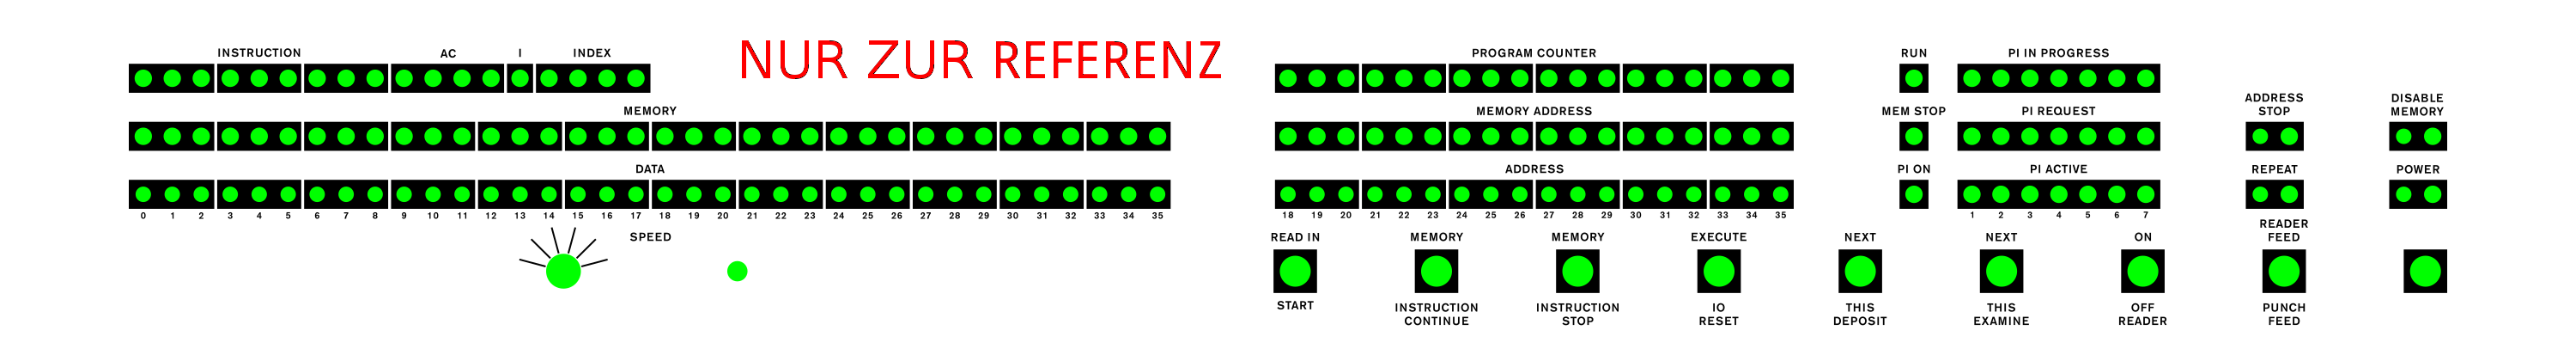 INSTRUCTION AC I INDEX
NUR ZUR REFERENZ
PROGRAM COUNTER
RUN
PI IN PROGRESS
MEMORY
MEMORY ADDRESS
MEM STOP
PI REQUEST
ADDRESS
STOP
DISABLE
MEMORY
DATA
ADDRESS
PI ON
PI ACTIVE
REPEAT
POWER
0 1 2 3 4 5 6 7 8 9 10 11 12 13 14 15 16 17 18 19 20 21 22 23 24 25 26 27 28 29 30 31 32 33 34 35
18 19 20 21 22 23 24 25 26 27 28 29 30 31 32 33 34 35
1 2 3 4 5 6 7
SPEED
READ IN
START
MEMORY
INSTRUCTION
CONTINUE
MEMORY
INSTRUCTION
STOP
EXECUTE
IO
RESET
NEXT
THIS
DEPOSIT
NEXT
THIS
EXAMINE
ON
OFF
READER
READER
FEED
PUNCH
FEED